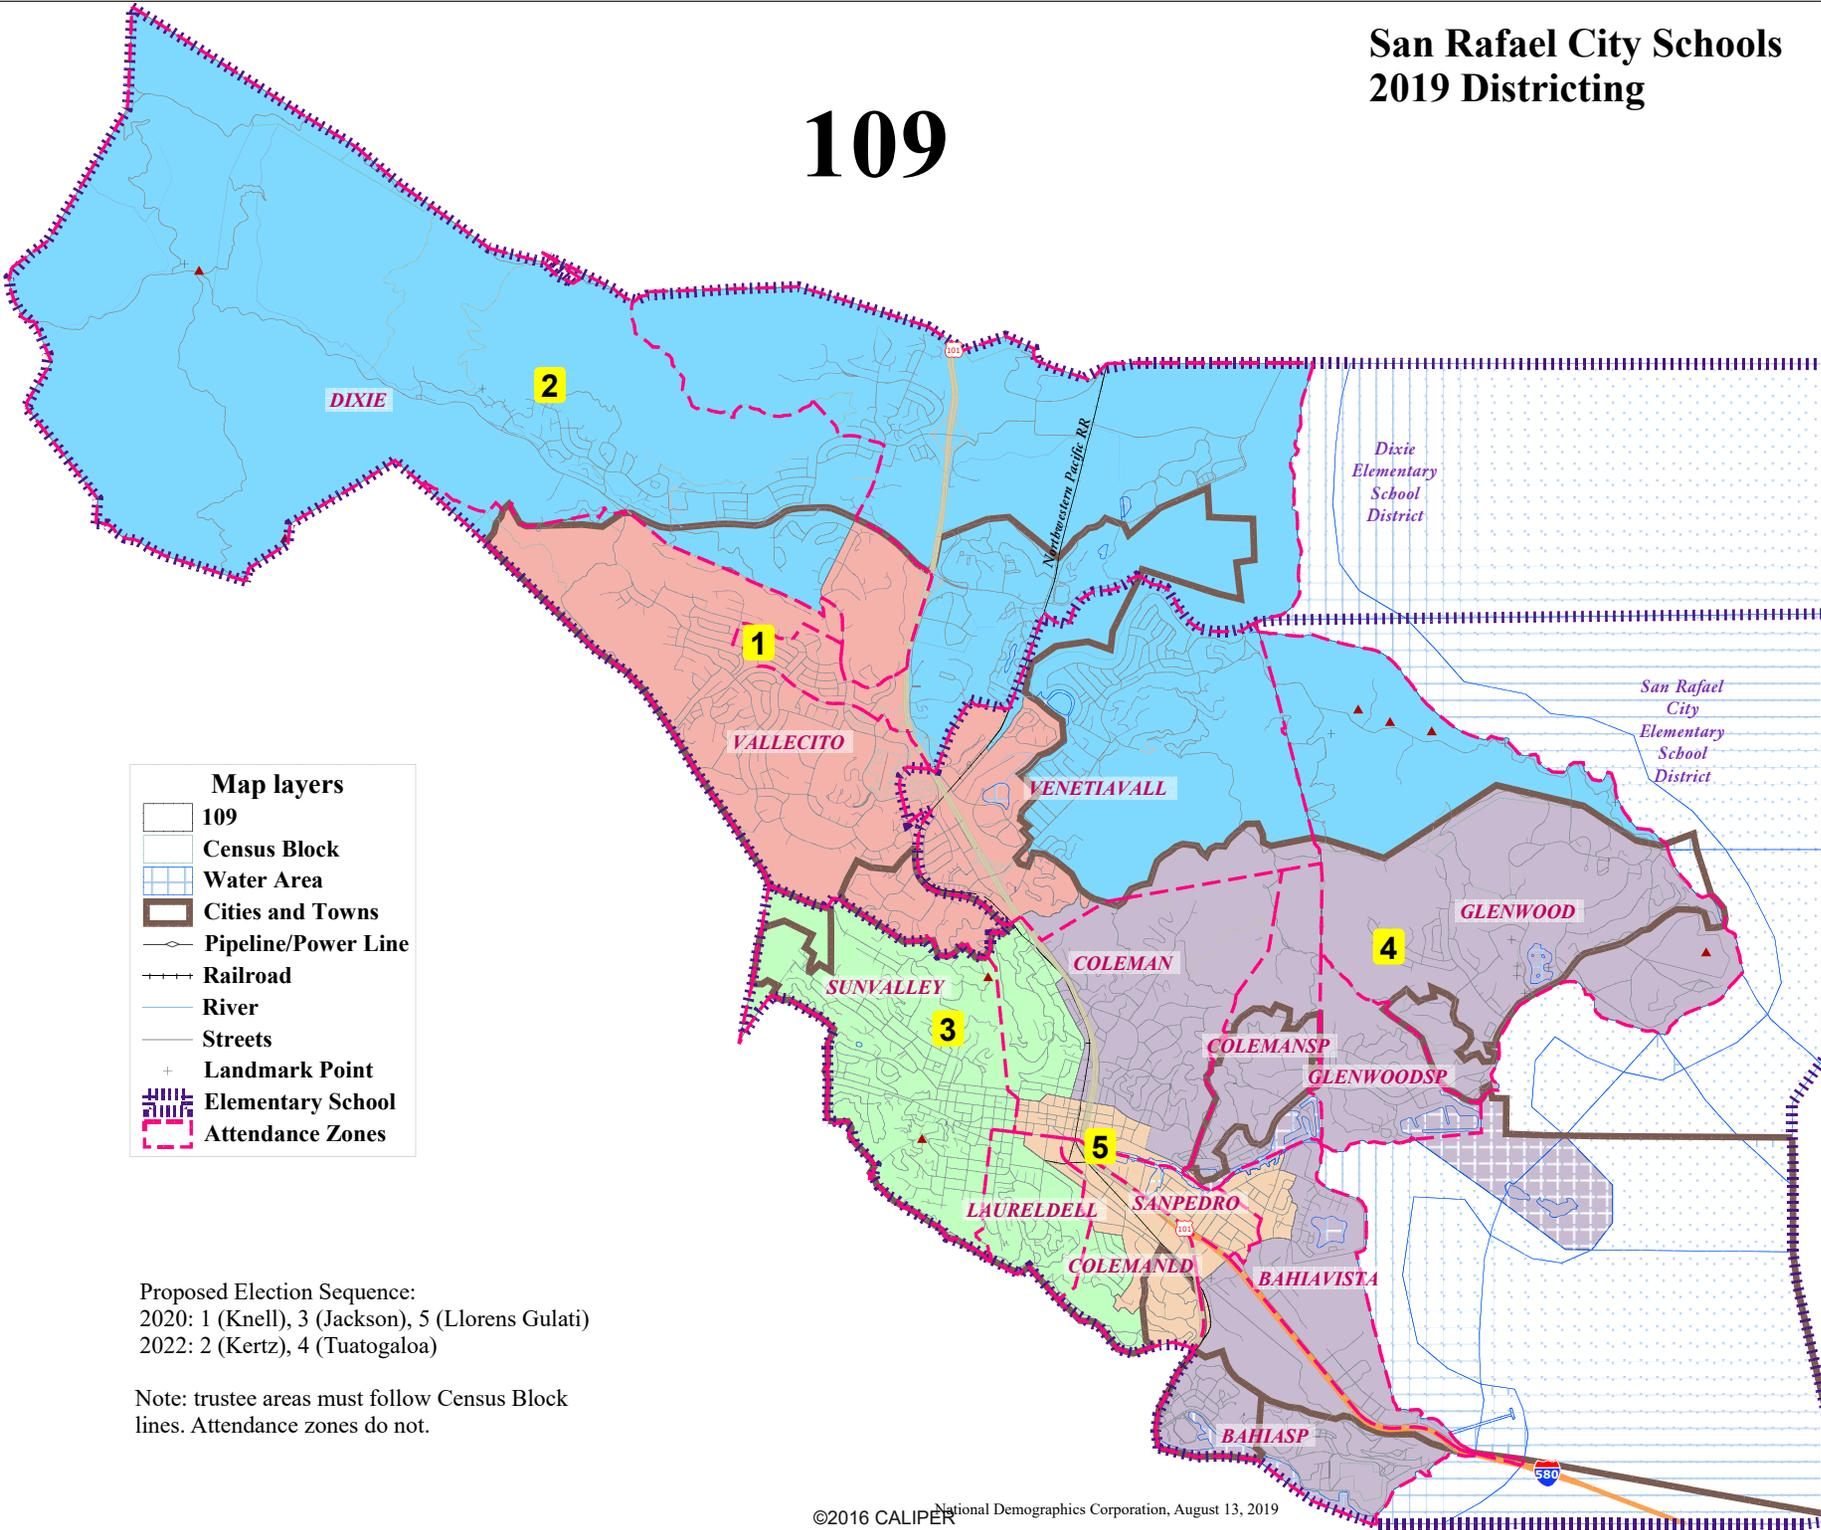 San Rafael City Schools
2019 Districting
109
101
2
DIXIE
Northwestern Pacific RR
Dixie
Elementary
School
District
1
San Rafael
City
Elementary
School
District
VALLECITO
VENETIAVALL
Map layers
109
Census Block
Water Area
Cities and Towns
Pipeline/Power Line
Railroad
River
Streets
Landmark Point
Elementary School
Attendance Zones
GLENWOOD
4
COLEMAN
SUNVALLEY
3
COLEMANSP
GLENWOODSP
5
SANPEDRO
LAURELDELL
101
COLEMANLD
BAHIAVISTA
Proposed Election Sequence:
2020: 1 (Knell), 3 (Jackson), 5 (Llorens Gulati)
2022: 2 (Kertz), 4 (Tuatogaloa)
Note: trustee areas must follow Census Block
lines. Attendance zones do not.
BAHIASP
580
©2016 CALIPER
National Demographics Corporation, August 13, 2019